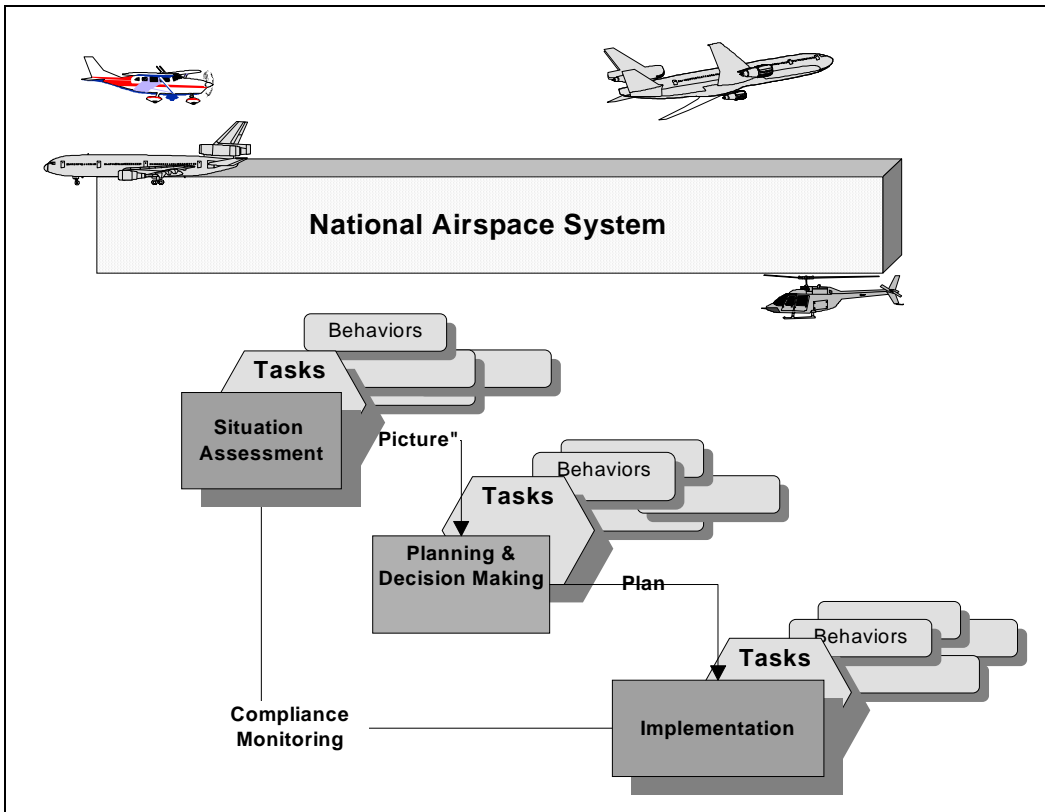 National Airspace System
Behaviors
Tasks
Situation
Assessment
Picture"
Behaviors
Tasks
Planning &
Decision Making
Plan
Behaviors
Tasks
Compliance
Monitoring
Implementation